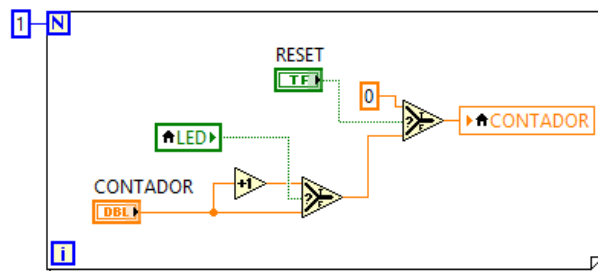 1 N
RESET
TF
0
CONTADOR
?
T
F
LED
+1
?
T
F
CONTADOR
DBL
i